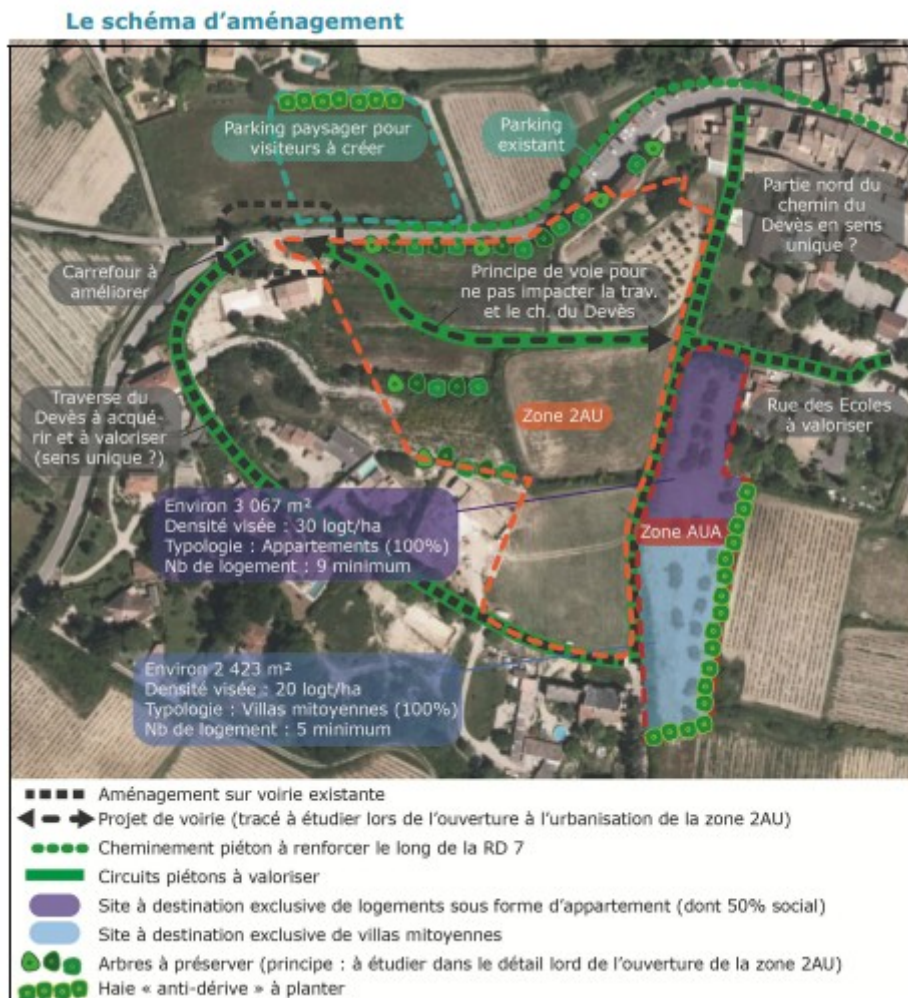 Le schéma d’aménagement
Parking paysager pour
visiteurs à créer
Parking
existant
Partie nord du
chemin du
Devès en sens
unique ?
Carrefour à
améliorer
Principe de voie pour
ne pas impacter la trav.
et le ch. du Devès
Traverse du
Devès à acqué-
rir et à valoriser
(sens unique ?)
Zone 2AU
Rue des Ecoles
à valoriser
Environ 3 067 m²
Densité visée : 30 logt/ha
Typologie : Appartements (100%)
Nb de logement : 9 minimum
Zone AUA
Environ 2 423 m²
Densité visée : 20 logt/ha
Typologie : Villas mitoyennes (100%)
Nb de logement : 5 minimum
Aménagement sur voirie existante
Projet de voirie (tracé à étudier lors de l’ouverture à l’urbanisation de la zone 2AU)
Cheminement piéton à renforcer le long de la RD 7
Circuits piétons à valoriser
Site à destination exclusive de logements sous forme d’appartement (dont 50% social)
Site à destination exclusive de villas mitoyennes
Arbres à préserver (principe : à étudier dans le détail lord de l’ouverture de la zone 2AU)
Haie « anti-dérive » à planter